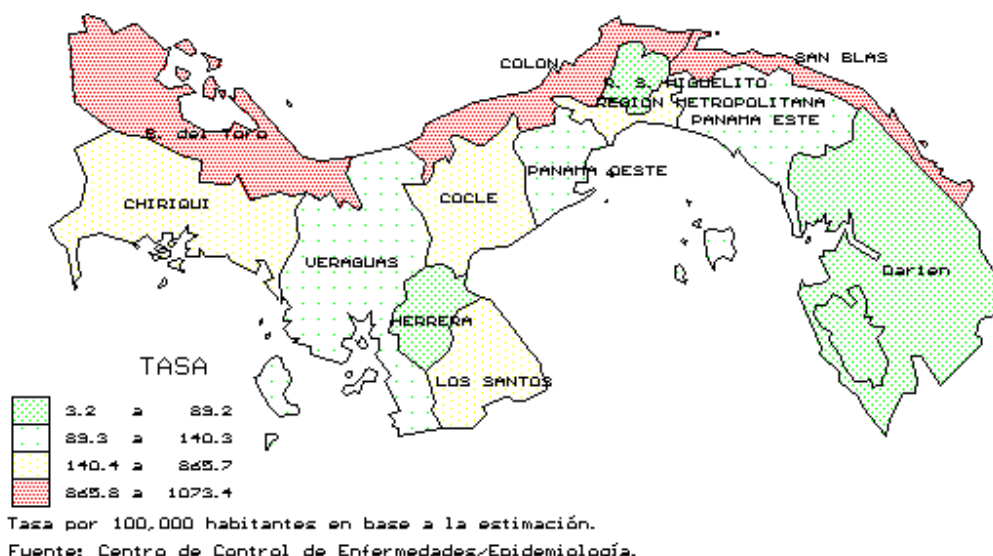 COLON
SAN BLAS
R. S. MIGUELITO
REGION METROPOLITANA
PANAMA ESTE
B. del Toro
PANAMA OESTE
CHIRIQUI
COCLE
VERAGUAS
Darien
HERRERA
LOS SANTOS
TASA
3.2 a 89.2
89.3 a 140.3
140.4 a 865.7
865.8 a 1073.4
Tasa por 100,000 habitantes en base a la estimación.
Fuente: Centro de Control de Enfermedades/Epidemiología.